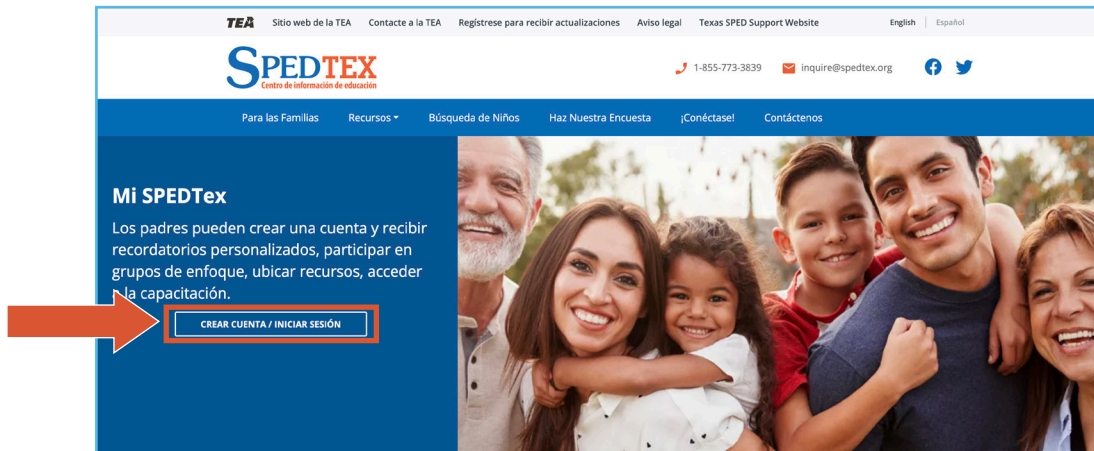 TEA Sitio web de la TEA Contacte a la TEA Regístrese para recibir actualizaciones Aviso legal Texas SPED Support Website English Español
SPEDTEX
Centro de información de educación
1-855-773-3839 inquire@spedtex.org
Para las Familias Recursos Búsqueda de Niños Haz Nuestra Encuesta ¡Conéctase! Contáctenos
Mi SPEDTex
Los padres pueden crear una cuenta y recibir
recordatorios personalizados, participar en
grupos de enfoque, ubicar recursos, acceder
la capacitación.
CREAR CUENTA / INICIAR SESIÓN